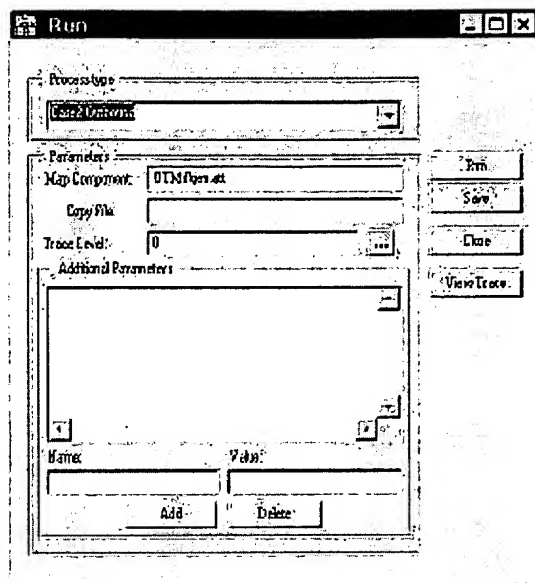 Run
Process type
Parameters
Map Component:
Copy File:
Trace Level: 0 ...
Additional Parameters
Name: Value:
Add Delete
Run
Save
Close
View Trace